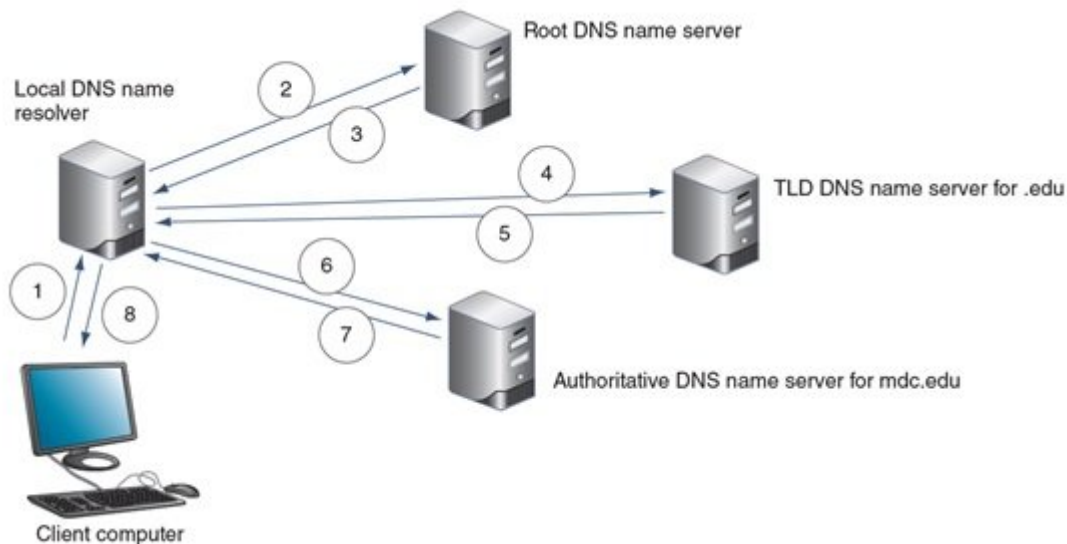 Root DNS name server
Local DNS name
resolver
2
3
4
TLD DNS name server for .edu
5
6
1
8
7
Authoritative DNS name server for mdc.edu
Client computer